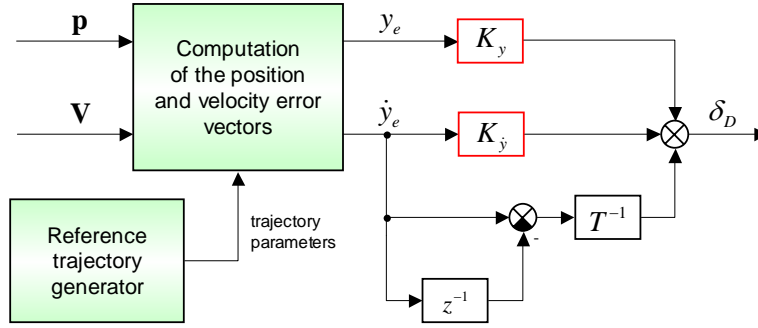 p
V
Computation
of the position
and velocity error
vectors
y_e
K_y
ẏ_e
K_ẏ
δ_D
trajectory
parameters
Reference
trajectory
generator
-
T⁻¹
z⁻¹